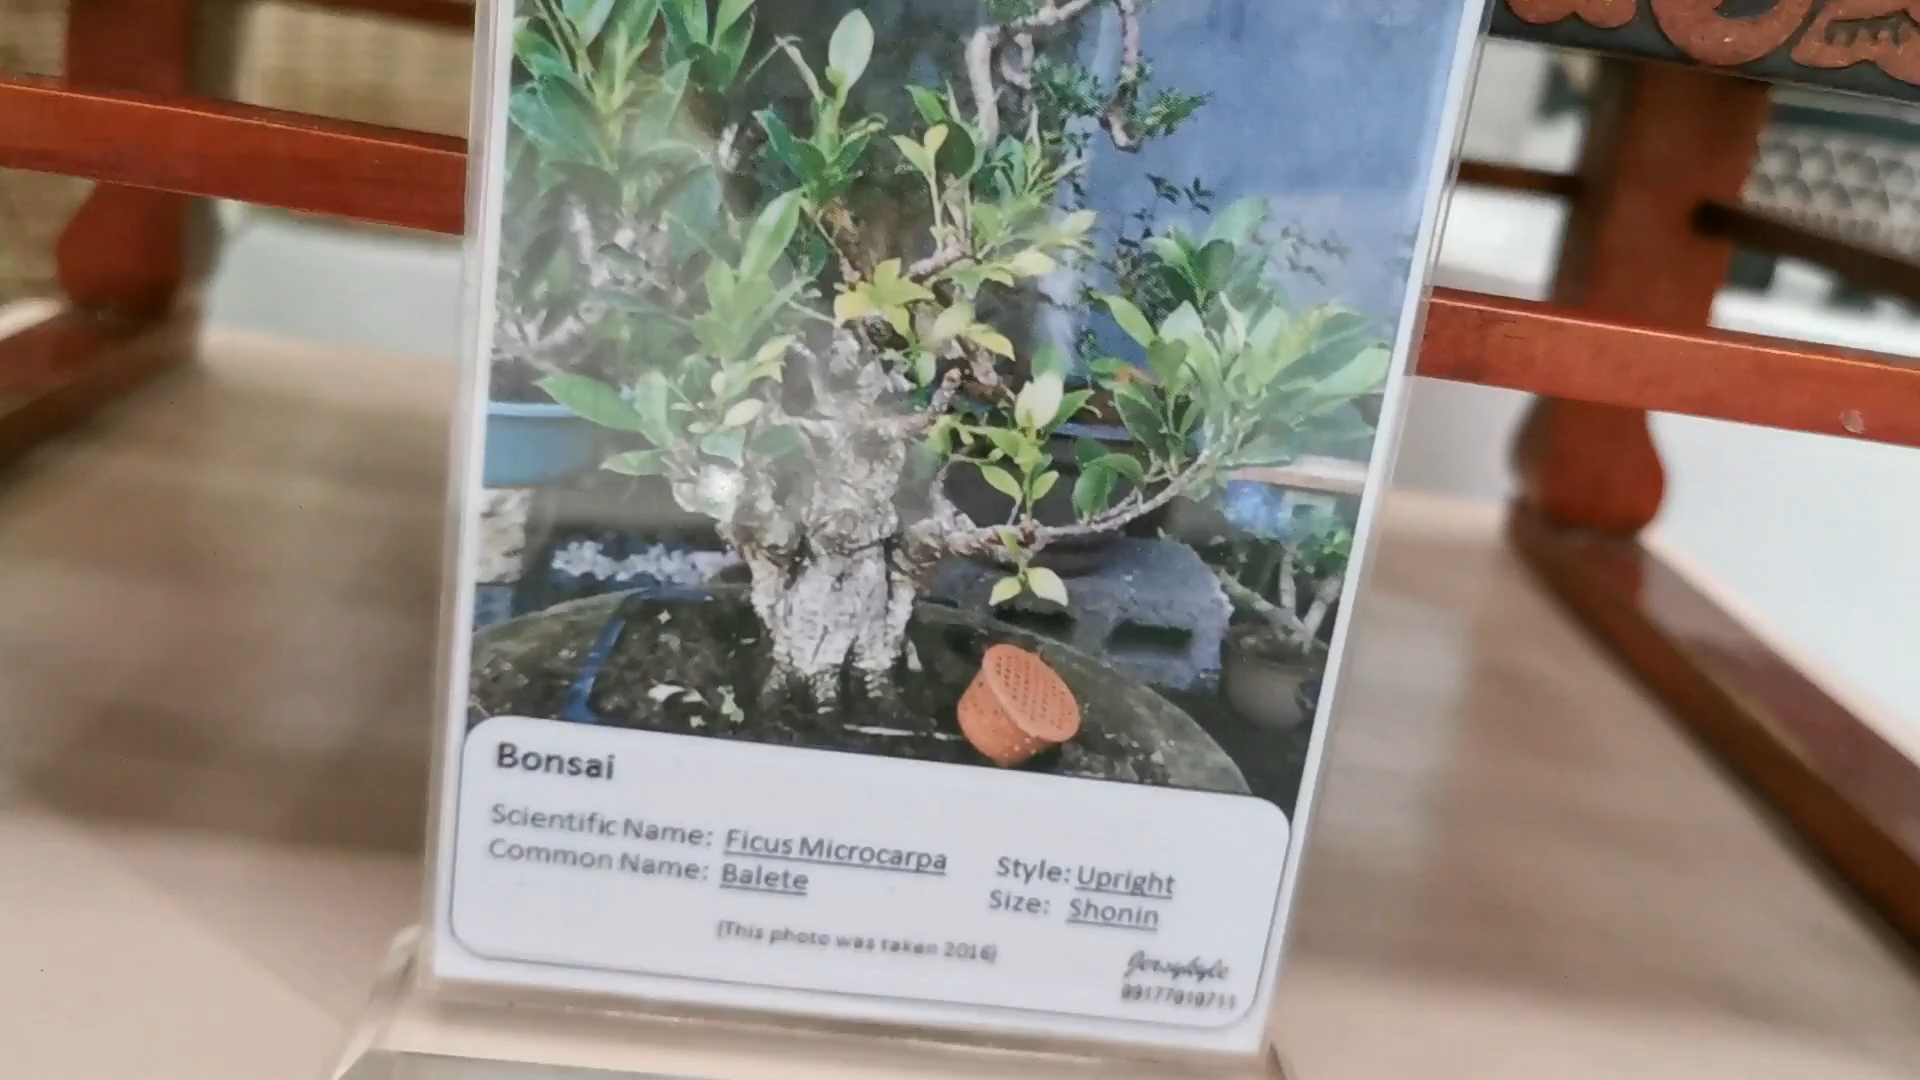 Bonsai
Scientific Name: Ficus Microcarpa
Common Name: Balete
Style: Upright
Size: Shonin
(This photo was taken 2016)
09177010711